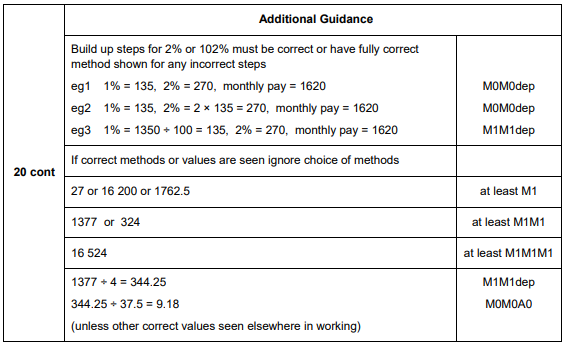 Additional Guidance
Build up steps for 2% or 102% must be correct or have fully correct
method shown for any incorrect steps
eg1 1% = 135, 2% = 270, monthly pay = 1620 M0M0dep
eg2 1% = 135, 2% = 2 × 135 = 270, monthly pay = 1620 M0M0dep
eg3 1% = 1350 ÷ 100 = 135, 2% = 270, monthly pay = 1620 M1M1dep
If correct methods or values are seen ignore choice of methods
20 cont
27 or 16 200 or 1762.5 at least M1
1377 or 324 at least M1M1
16 524 at least M1M1M1
1377 ÷ 4 = 344.25 M1M1dep
344.25 ÷ 37.5 = 9.18 M0M0A0
(unless other correct values seen elsewhere in working)